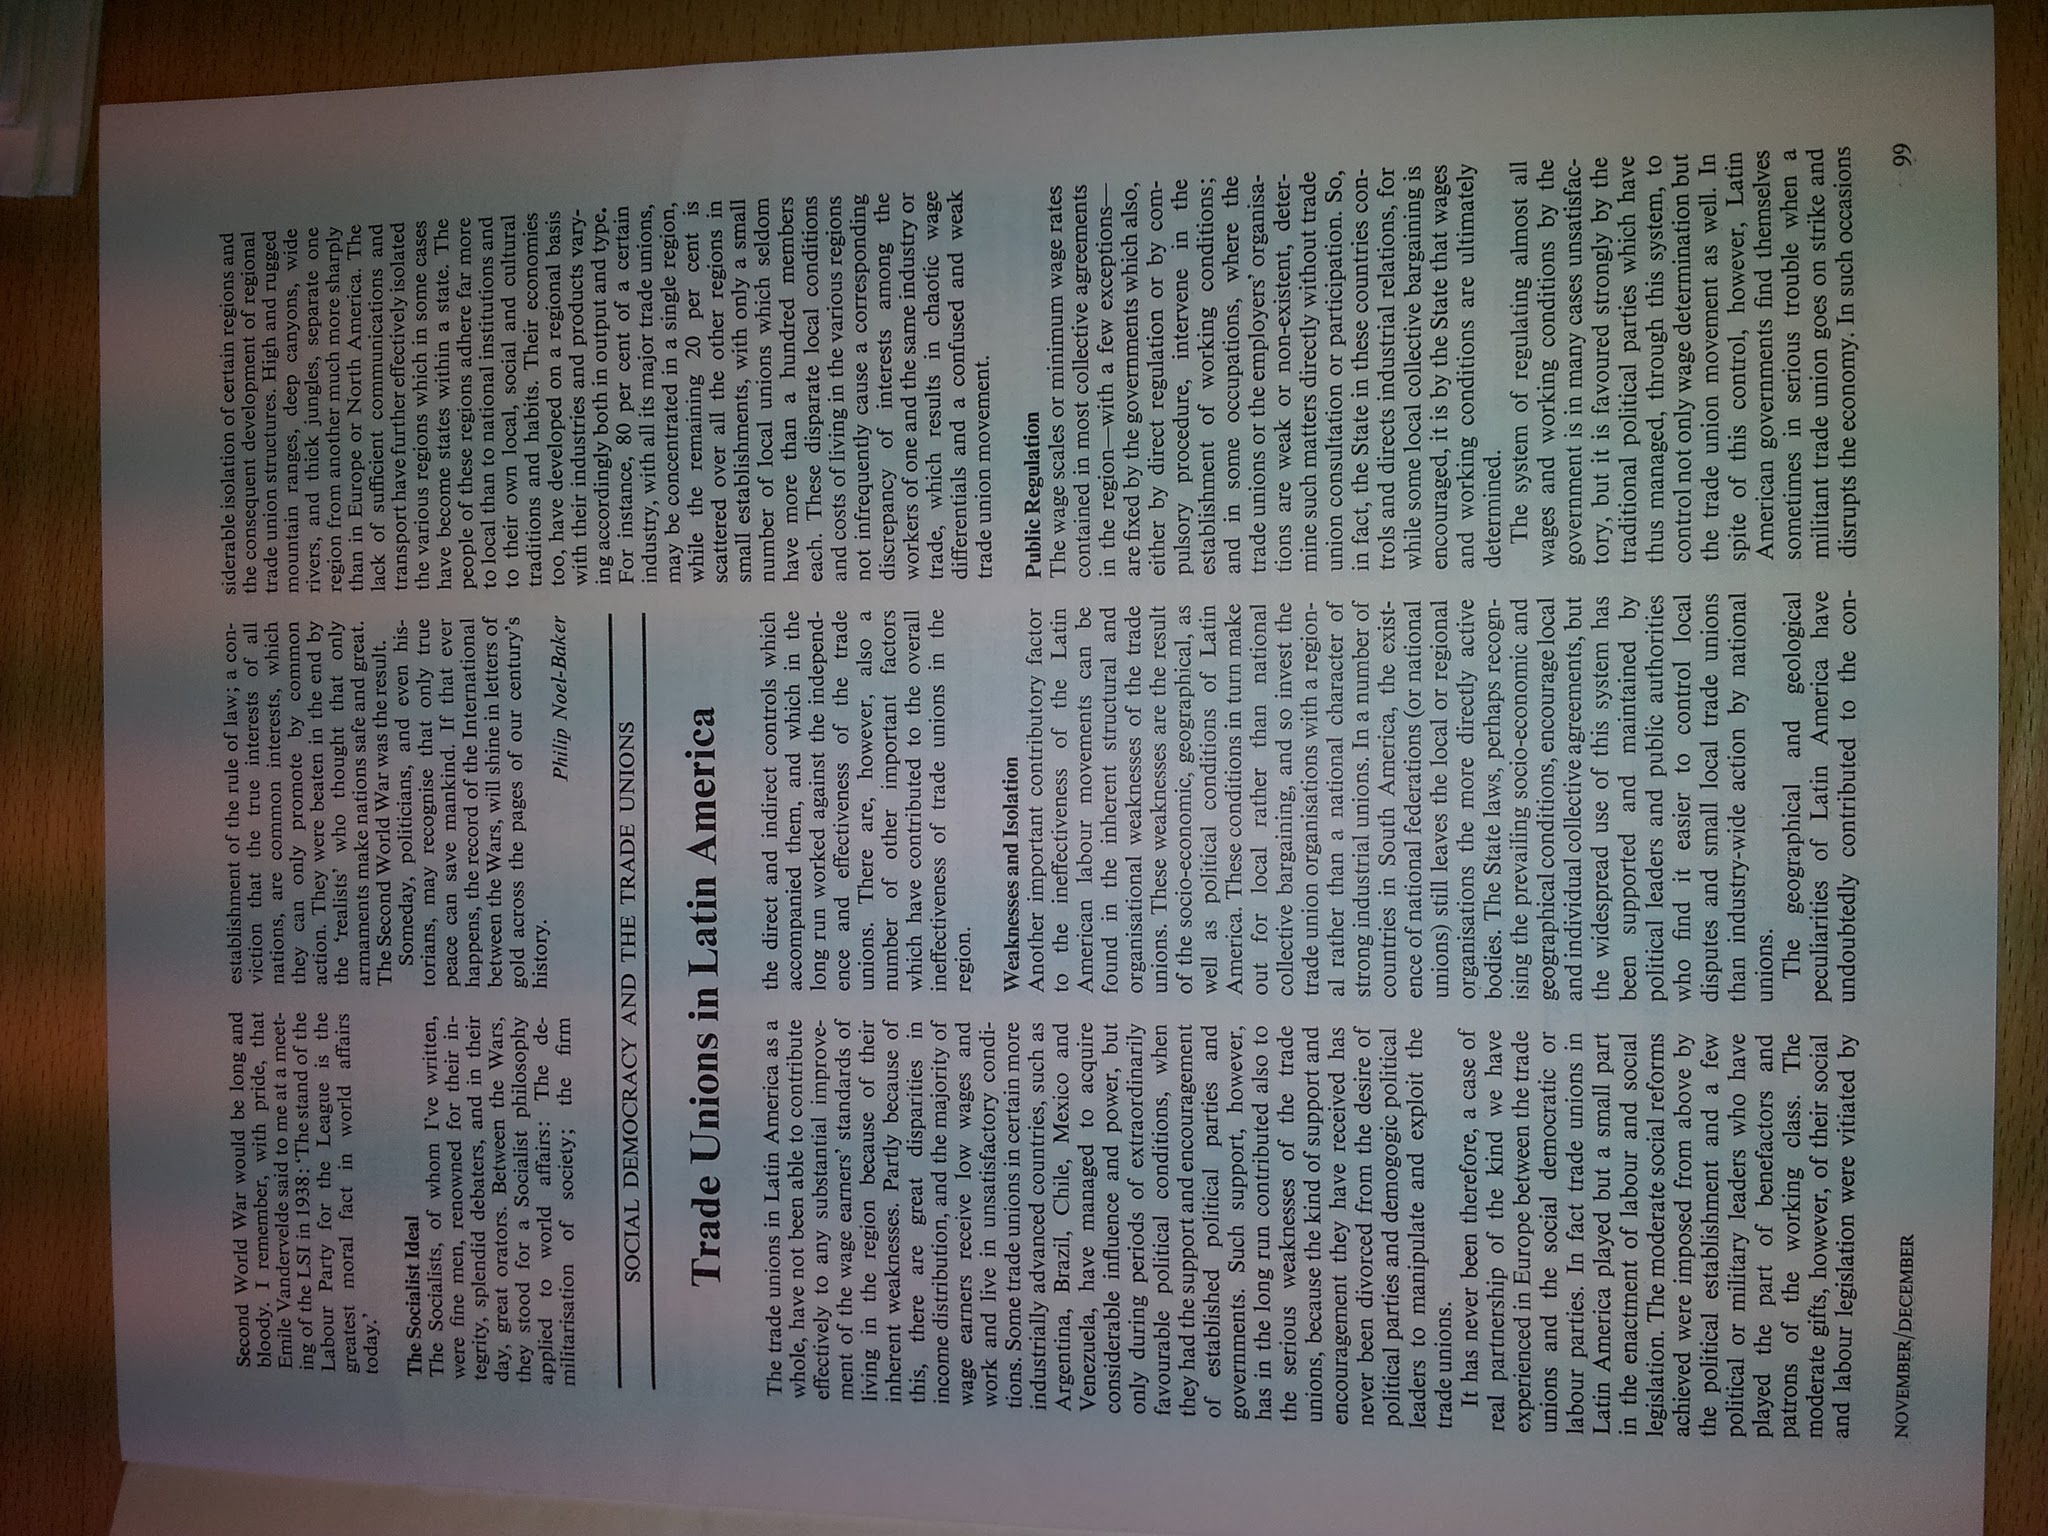 Second World War would be long and
bloody. I remember, with pride, that
Emile Vandervelde said to me at a meet-
ing of the LSI in 1938: ‘The stand of the
Labour Party for the League is the
greatest moral fact in world affairs
today.’
The Socialist Ideal
The Socialists, of whom I've written,
were fine men, renowned for their in-
tegrity, splendid debaters, and in their
day, great orators. Between the Wars,
they stood for a Socialist philosophy
applied to world affairs: The de-
militarisation of society; the firm
establishment of the rule of law; a con-
viction that the true interests of all
nations, are common interests, which
they can only promote by common
action. They were beaten in the end by
the ‘realists’ who thought that only
armaments make nations safe and great.
The Second World War was the result.
Someday, politicians, and even his-
torians, may recognise that only true
peace can save mankind. If that ever
happens, the record of the International
between the Wars, will shine in letters of
gold across the pages of our century's
history.
Philip Noel-Baker
SOCIAL DEMOCRACY AND THE TRADE UNIONS
Trade Unions in Latin America
The trade unions in Latin America as a
whole, have not been able to contribute
effectively to any substantial improve-
ment of the wage earners' standards of
living in the region because of their
inherent weaknesses. Partly because of
this, there are great disparities in
income distribution, and the majority of
wage earners receive low wages and
work and live in unsatisfactory condi-
tions. Some trade unions in certain more
industrially advanced countries, such as
Argentina, Brazil, Chile, Mexico and
Venezuela, have managed to acquire
considerable influence and power, but
only during periods of extraordinarily
favourable political conditions, when
they had the support and encouragement
of established political parties and
governments. Such support, however,
has in the long run contributed also to
the serious weaknesses of the trade
unions, because the kind of support and
encouragement they have received has
never been divorced from the desire of
political parties and demogogic political
leaders to manipulate and exploit the
trade unions.
It has never been therefore, a case of
real partnership of the kind we have
experienced in Europe between the trade
unions and the social democratic or
labour parties. In fact trade unions in
Latin America played but a small part
in the enactment of labour and social
legislation. The moderate social reforms
achieved were imposed from above by
the political establishment and a few
political or military leaders who have
played the part of benefactors and
patrons of the working class. The
moderate gifts, however, of their social
and labour legislation were vitiated by
the direct and indirect controls which
accompanied them, and which in the
long run worked against the independ-
ence and effectiveness of the trade
unions. There are, however, also a
number of other important factors
which have contributed to the overall
ineffectiveness of trade unions in the
region.
Weaknesses and Isolation
Another important contributory factor
to the ineffectiveness of the Latin
American labour movements can be
found in the inherent structural and
organisational weaknesses of the trade
unions. These weaknesses are the result
of the socio-economic, geographical, as
well as political conditions of Latin
America. These conditions in turn make
out for local rather than national
collective bargaining, and so invest the
trade union organisations with a region-
al rather than a national character of
strong industrial unions. In a number of
countries in South America, the exist-
ence of national federations (or national
unions) still leaves the local or regional
organisations the more directly active
bodies. The State laws, perhaps recogn-
ising the prevailing socio-economic and
geographical conditions, encourage local
and individual collective agreements, but
the widespread use of this system has
been supported and maintained by
political leaders and public authorities
who find it easier to control local
disputes and small local trade unions
than industry-wide action by national
unions.
The geographical and geological
peculiarities of Latin America have
undoubtedly contributed to the con-
siderable isolation of certain regions and
the consequent development of regional
trade union structures. High and rugged
mountain ranges, deep canyons, wide
rivers, and thick jungles, separate one
region from another much more sharply
than in Europe or North America. The
lack of sufficient communications and
transport have further effectively isolated
the various regions which in some cases
have become states within a state. The
people of these regions adhere far more
to local than to national institutions and
to their own local, social and cultural
traditions and habits. Their economies
too, have developed on a regional basis
with their industries and products vary-
ing accordingly both in output and type.
For instance, 80 per cent of a certain
industry, with all its major trade unions,
may be concentrated in a single region,
while the remaining 20 per cent is
scattered over all the other regions in
small establishments, with only a small
number of local unions which seldom
have more than a hundred members
each. These disparate local conditions
and costs of living in the various regions
not infrequently cause a corresponding
discrepancy of interests among the
workers of one and the same industry or
trade, which results in chaotic wage
differentials and a confused and weak
trade union movement.
Public Regulation
The wage scales or minimum wage rates
contained in most collective agreements
in the region—with a few exceptions—
are fixed by the governments which also,
either by direct regulation or by com-
pulsory procedure, intervene in the
establishment of working conditions;
and in some occupations, where the
trade unions or the employers' organisa-
tions are weak or non-existent, deter-
mine such matters directly without trade
union consultation or participation. So,
in fact, the State in these countries con-
trols and directs industrial relations, for
while some local collective bargaining is
encouraged, it is by the State that wages
and working conditions are ultimately
determined.
The system of regulating almost all
wages and working conditions by the
government is in many cases unsatisfac-
tory, but it is favoured strongly by the
traditional political parties which have
thus managed, through this system, to
control not only wage determination but
the trade union movement as well. In
spite of this control, however, Latin
American governments find themselves
sometimes in serious trouble when a
militant trade union goes on strike and
disrupts the economy. In such occasions
NOVEMBER/DECEMBER
99